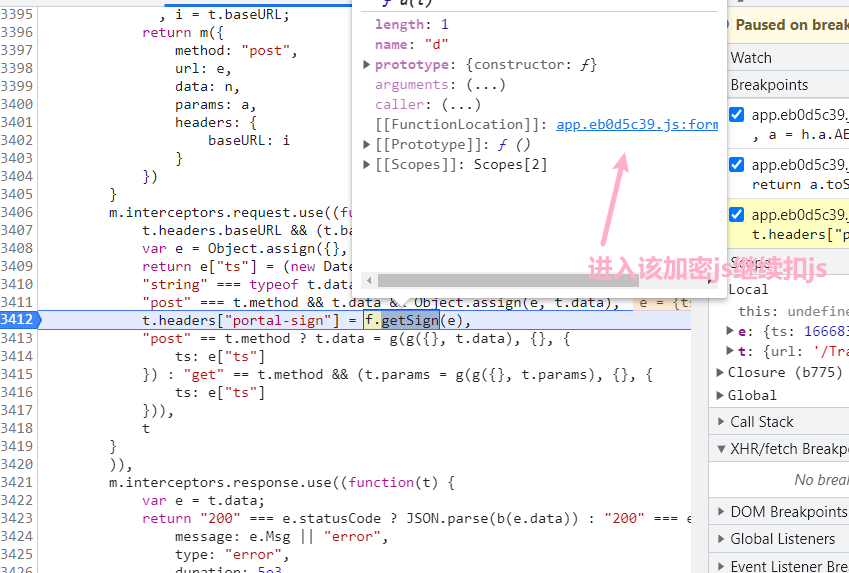 3395 , i = t.baseURL;
3396 return m({
3397 method: "post",
3398 url: e,
3399 data: n,
3400 params: a,
3401 headers: {
3402 baseURL: i
3403 }
3404 })
3405 }
3406 m.interceptors.request.use((fun
3407 t.headers.baseURL && (t.ba
3408 var e = Object.assign({},
3409 return e["ts"] = (new Date
3410 "string" === typeof t.data
3411 "post" === t.method && t.data && Object.assign(e, t.data), e = {ts
3412 t.headers["portal-sign"] = f.getSign(e),
3413 "post" == t.method ? t.data = g(g({}, t.data), {}, {
3414 ts: e["ts"]
3415 }) : "get" == t.method && (t.params = g(g({}, t.params), {}, {
3416 ts: e["ts"]
3417 })),
3418 t
3419 }
3420 )),
3421 m.interceptors.response.use((function(t) {
3422 var e = t.data;
3423 return "200" === e.statusCode ? JSON.parse(b(e.data)) : "200" === e
3424 message: e.Msg || "error",
3425 type: "error",
3426 duration: 5e3
ƒ d(t)
length: 1
name: "d"
prototype: {constructor: ƒ}
arguments: (...)
caller: (...)
[[FunctionLocation]]: app.eb0d5c39.js:form
[[Prototype]]: ƒ ()
[[Scopes]]: Scopes[2]
进入该加密js继续扣js
Paused on break
Watch
Breakpoints
app.eb0d5c39.
, a = h.a.AE
app.eb0d5c39.
return a.toS
app.eb0d5c39.
t.headers["p
Scope
Local
this: undefine
e: {ts: 16668
t: {url: '/Tra
Closure (b775)
Global
Call Stack
XHR/fetch Breakp
No brea
DOM Breakpoints
Global Listeners
Event Listener Bre